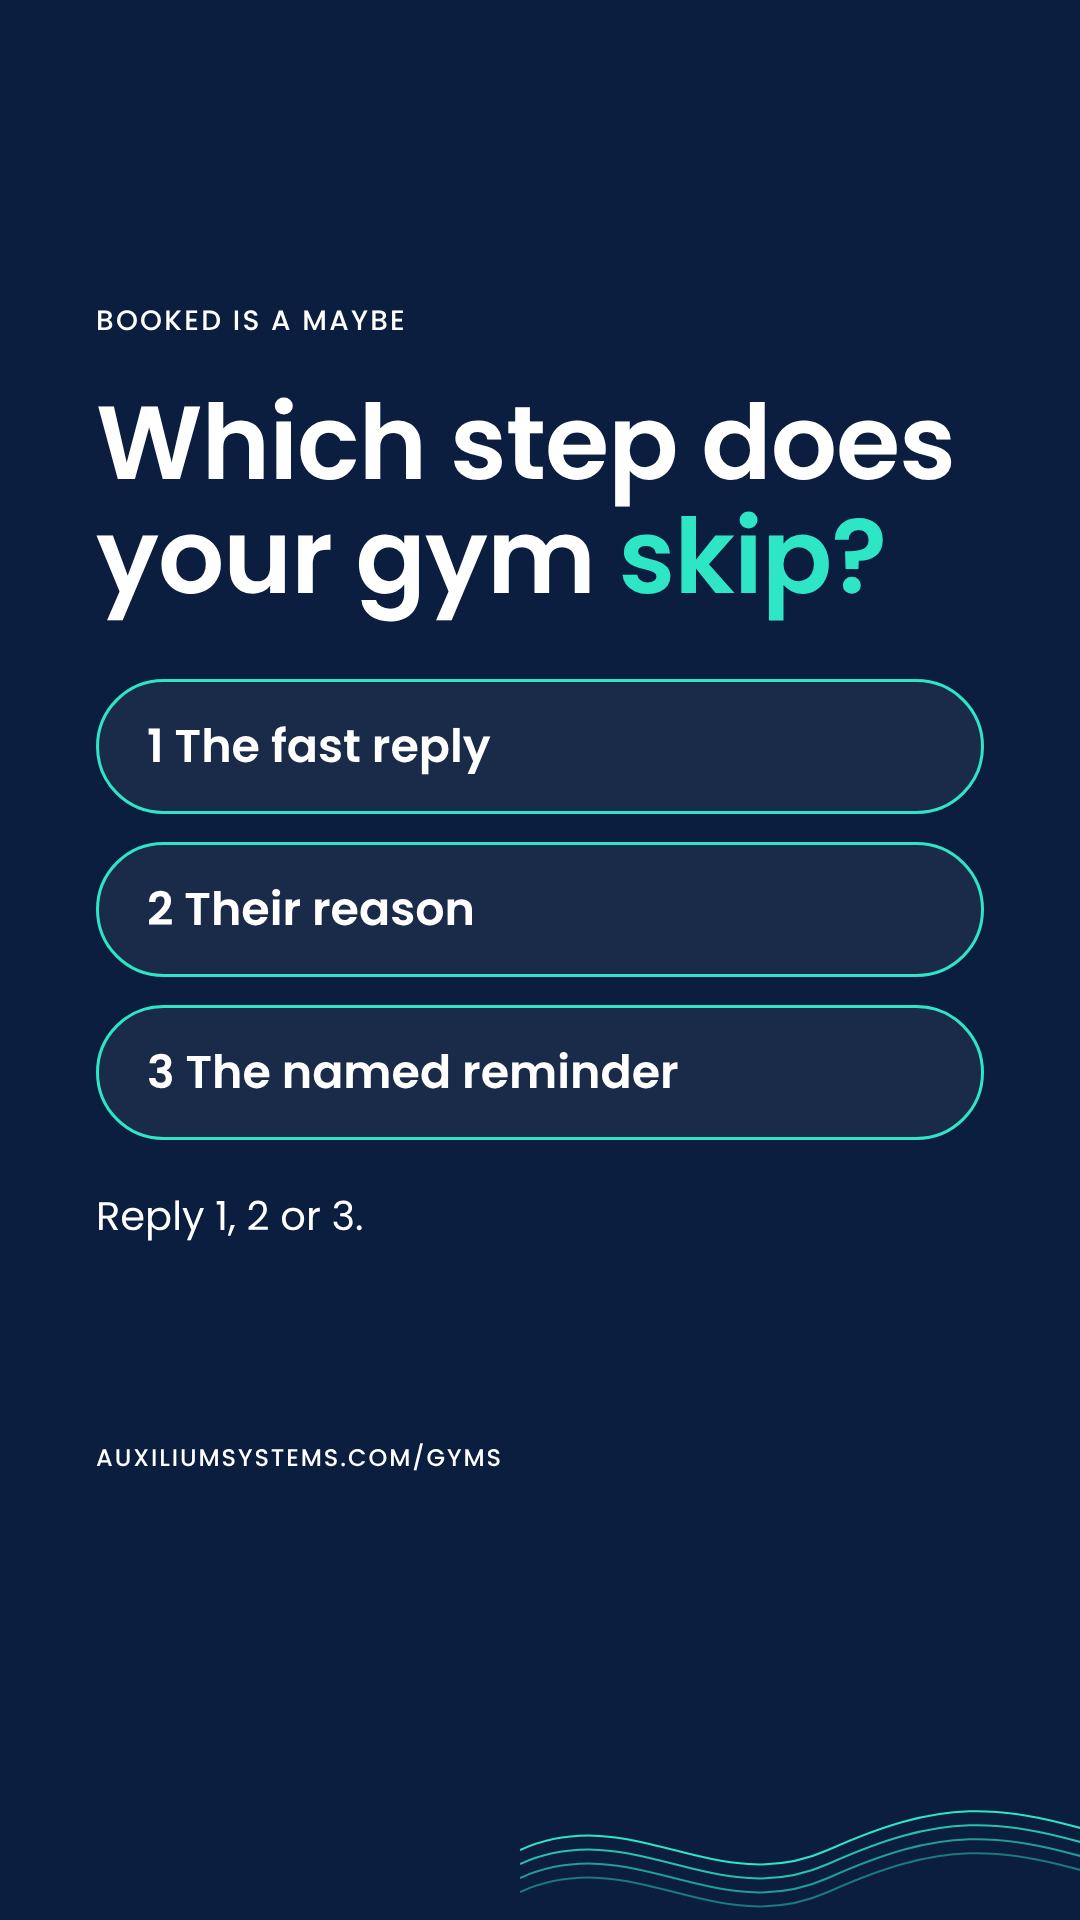 BOOKED IS A MAYBE
Which step does
your gym skip?
1 The fast reply
2 Their reason
3 The named reminder
Reply 1, 2 or 3.
AUXILIUMSYSTEMS.COM/GYMS